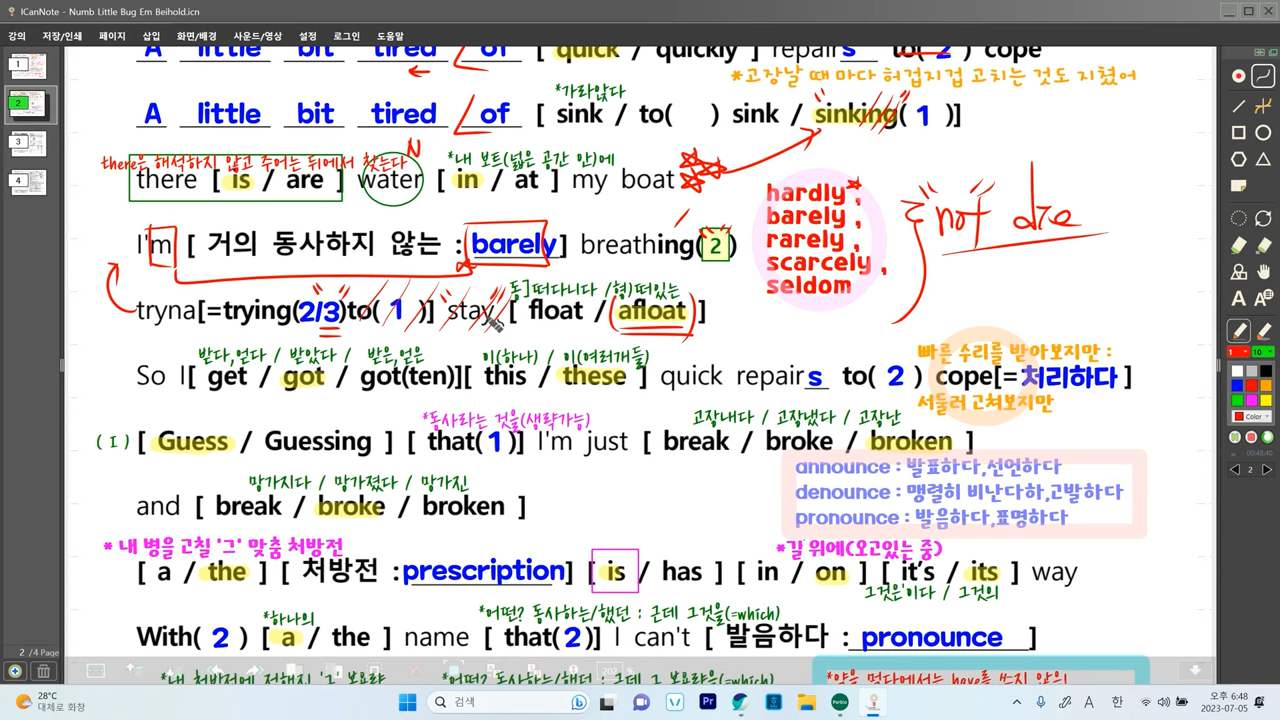 ICanNote - Numb Little Bug Em Beihold.icn
강의 저장/인쇄 페이지 삽입 화면/배경 사운드/영상 설정 로그인 도움말
A little bit tired of [ quick / quickly ] repairs to( 2 ) cope
*고장날 때 마다 허겁지겁 고치는 것도 지쳤어
*가라앉다
A little bit tired of [ sink / to( ) sink / sinking( 1 )]
there은 해석하지 않고 주어는 뒤에서 찾는다 N *내 보트(넓은 공간 안)에
there [ is / are ] water [ in / at ] my boat
hardly*,
barely,
rarely,
scarcely,
seldom
not die
I'm [ 거의 동사하지 않는 : barely] breathing( 2 )
동]떠다니다 /형)떠있는
tryna[=trying(2/3)to( 1 )] stay [ float / afloat ]
받다,얻다 / 받았다 / 받은,얻은 이(하나) / 이(여러개들)
빠른 수리를 받아보지만 :
So I[ get / got / got(ten)][ this / these ] quick repairs to( 2 ) cope[=처리하다 ]
서둘러 고쳐보지만
*동사라는 것을(생략가능) 고장내다 / 고장냈다 / 고장난
( I ) [ Guess / Guessing ] [ that( 1 )] I'm just [ break / broke / broken ]
망가지다 / 망가졌다 / 망가진
and [ break / broke / broken ]
announce : 발표하다,선언하다
denounce : 맹렬히 비난다하,고발하다
pronounce : 발음하다,표명하다
* 내 병을 고칠 '그' 맞춤 처방전 *길 위에(오고있는 중)
[ a / the ] [ 처방전 :prescription] [ is / has ] [ in / on ] [ it's / its ] way
그것은'이다 / 그것의
*하나의 *어떤? 동사하는/했던 : 근데 그것을(=which)
With( 2 ) [ a / the ] name [ that( 2 )] I can't [ 발음하다 : pronounce ]
2 /4 Page
28°C
대체로 화창
검색
오후 6:48
2023-07-05